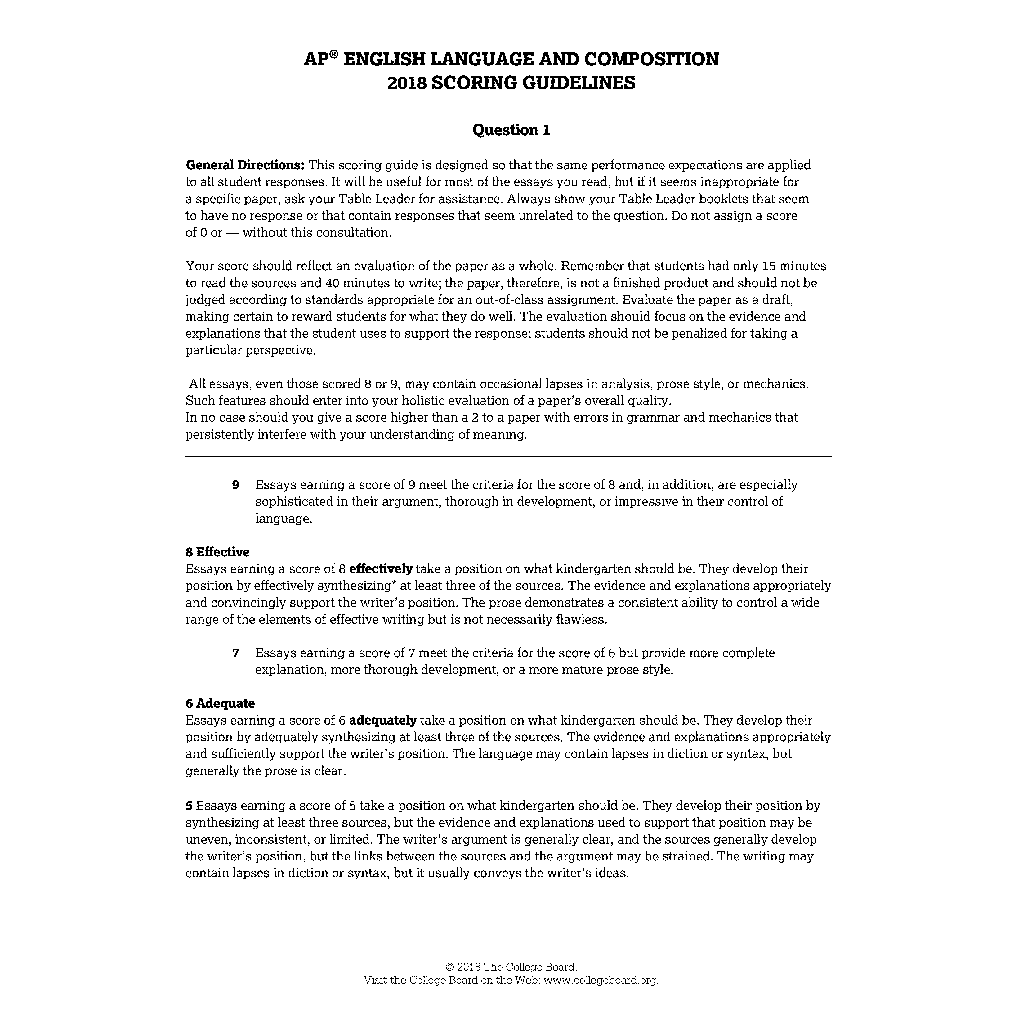 AP® ENGLISH LANGUAGE AND COMPOSITION
2018 SCORING GUIDELINES
Question 1
General Directions: This scoring guide is designed so that the same performance expectations are applied
to all student responses. It will be useful for most of the essays you read, but if it seems inappropriate for
a specific paper, ask your Table Leader for assistance. Always show your Table Leader booklets that seem
to have no response or that contain responses that seem unrelated to the question. Do not assign a score
of 0 or — without this consultation.
Your score should reflect an evaluation of the paper as a whole. Remember that students had only 15 minutes
to read the sources and 40 minutes to write; the paper, therefore, is not a finished product and should not be
judged according to standards appropriate for an out-of-class assignment. Evaluate the paper as a draft,
making certain to reward students for what they do well. The evaluation should focus on the evidence and
explanations that the student uses to support the response; students should not be penalized for taking a
particular perspective.
All essays, even those scored 8 or 9, may contain occasional lapses in analysis, prose style, or mechanics.
Such features should enter into your holistic evaluation of a paper's overall quality.
In no case should you give a score higher than a 2 to a paper with errors in grammar and mechanics that
persistently interfere with your understanding of meaning.
9 Essays earning a score of 9 meet the criteria for the score of 8 and, in addition, are especially
sophisticated in their argument, thorough in development, or impressive in their control of
language.
8 Effective
Essays earning a score of 8 effectively take a position on what kindergarten should be. They develop their
position by effectively synthesizing* at least three of the sources. The evidence and explanations appropriately
and convincingly support the writer's position. The prose demonstrates a consistent ability to control a wide
range of the elements of effective writing but is not necessarily flawless.
7 Essays earning a score of 7 meet the criteria for the score of 6 but provide more complete
explanation, more thorough development, or a more mature prose style.
6 Adequate
Essays earning a score of 6 adequately take a position on what kindergarten should be. They develop their
position by adequately synthesizing at least three of the sources. The evidence and explanations appropriately
and sufficiently support the writer's position. The language may contain lapses in diction or syntax, but
generally the prose is clear.
5 Essays earning a score of 5 take a position on what kindergarten should be. They develop their position by
synthesizing at least three sources, but the evidence and explanations used to support that position may be
uneven, inconsistent, or limited. The writer's argument is generally clear, and the sources generally develop
the writer's position, but the links between the sources and the argument may be strained. The writing may
contain lapses in diction or syntax, but it usually conveys the writer's ideas.
© 2018 The College Board.
Visit the College Board on the Web: www.collegeboard.org.